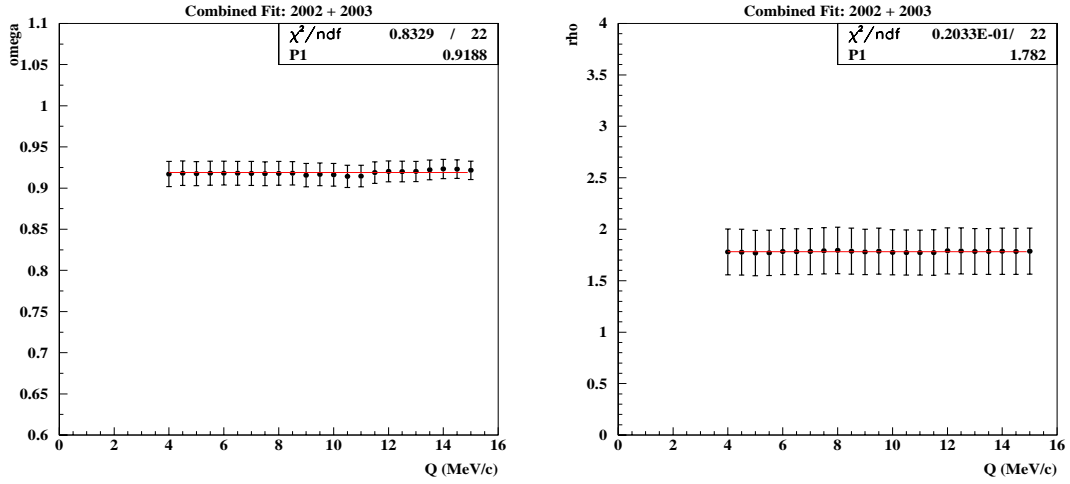 Combined Fit: 2002 + 2003
χ²/ndf 0.8329 / 22
P1 0.9188
omega
1.1
1.05
1
0.95
0.9
0.85
0.8
0.75
0.7
0.65
0.6
0 2 4 6 8 10 12 14 16
Q (MeV/c)
Combined Fit: 2002 + 2003
χ²/ndf 0.2033E-01/ 22
P1 1.782
rho
4
3.5
3
2.5
2
1.5
1
0.5
0
0 2 4 6 8 10 12 14 16
Q (MeV/c)